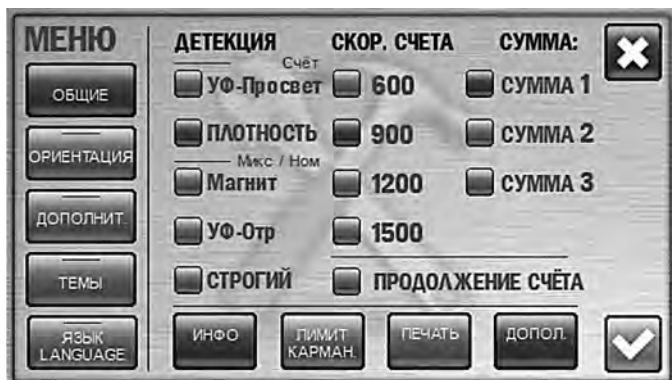 МЕНЮ
ДЕТЕКЦИЯ
СКОР. СЧЕТА
СУММА:
ОБЩИЕ
Счёт
УФ-Просвет
600
СУММА 1
ПЛОТНОСТЬ
900
СУММА 2
ОРИЕНТАЦИЯ
Микс / Ном
Магнит
1200
СУММА 3
ДОПОЛНИТ.
УФ-Отр
1500
ТЕМЫ
СТРОГИЙ
ПРОДОЛЖЕНИЕ СЧЁТА
ЯЗЫК
LANGUAGE
ИНФО
ЛИМИТ
КАРМАН.
ПЕЧАТЬ
ДОПОЛ.